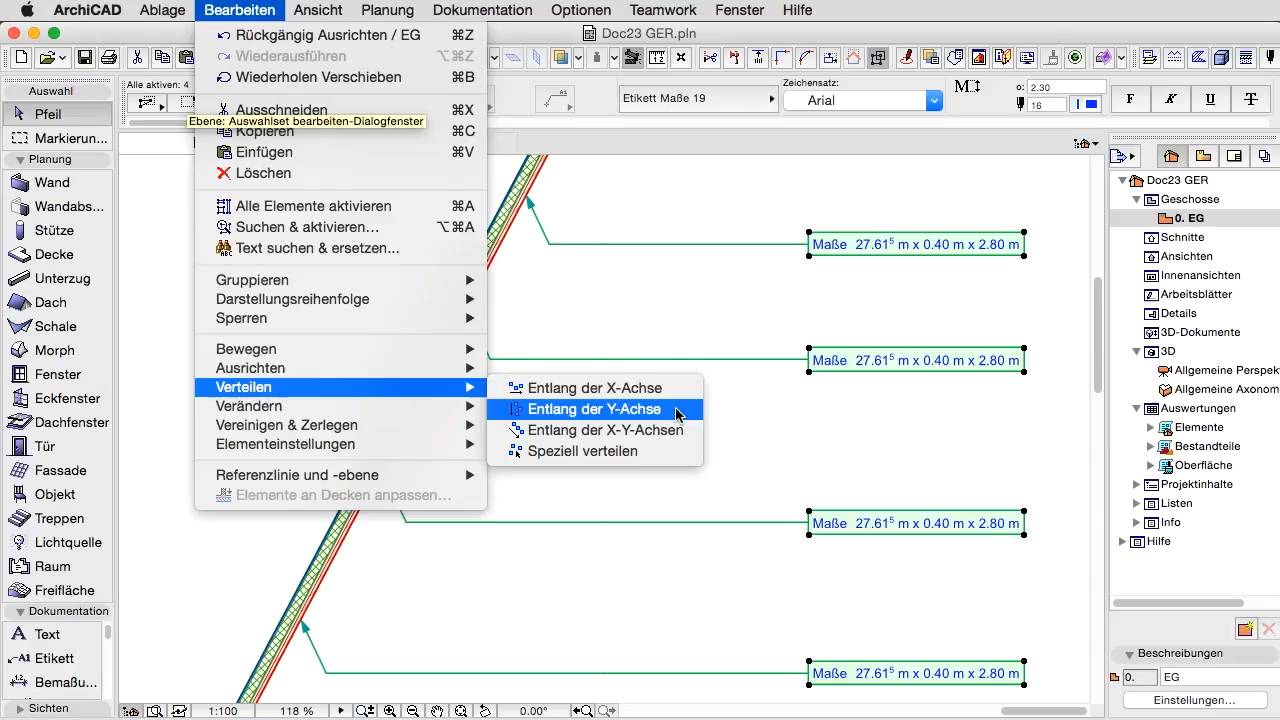 ArchiCAD Ablage Bearbeiten Ansicht Planung Dokumentation Optionen Teamwork Fenster Hilfe
Doc23 GER.pln
Rückgängig Ausrichten / EG ⌘Z
Wiederausführen ⌥⌘Z
Wiederholen Verschieben ⌘B
Ausschneiden ⌘X
Ebene: Auswahlset bearbeiten-Dialogfenster
Kopieren ⌘C
Einfügen ⌘V
Löschen
Alle Elemente aktivieren ⌘A
Suchen & aktivieren... ⌥⌘A
Text suchen & ersetzen...
Gruppieren
Darstellungsreihenfolge
Sperren
Bewegen
Ausrichten
Verteilen
Verändern
Vereinigen & Zerlegen
Elementeinstellungen
Referenzlinie und -ebene
Elemente an Decken anpassen...
Entlang der X-Achse
Entlang der Y-Achse
Entlang der X-Y-Achsen
Speziell verteilen
Auswahl
Pfeil
Markierun...
Planung
Wand
Wandabs...
Stütze
Decke
Unterzug
Dach
Schale
Morph
Fenster
Eckfenster
Dachfenster
Tür
Fassade
Objekt
Treppen
Lichtquelle
Raum
Freifläche
Dokumentation
Text
A1 Etikett
Bemaßu...
Sichten
Alle aktiven: 4
Etikett Maße 19
Zeichensatz:
Arial
M
2.30
16
F K U T
Maße 27.61⁵ m x 0.40 m x 2.80 m
Maße 27.61⁵ m x 0.40 m x 2.80 m
Maße 27.61⁵ m x 0.40 m x 2.80 m
Maße 27.61⁵ m x 0.40 m x 2.80 m
Doc23 GER
Geschosse
0. EG
Schnitte
Ansichten
Innenansichten
Arbeitsblätter
Details
3D-Dokumente
3D
Allgemeine Perspek
Allgemeine Axonom
Auswertungen
Elemente
Bestandteile
Oberfläche
Projektinhalte
Listen
Info
Hilfe
Beschreibungen
0. EG
Einstellungen...
1:100 118 % 0.00°